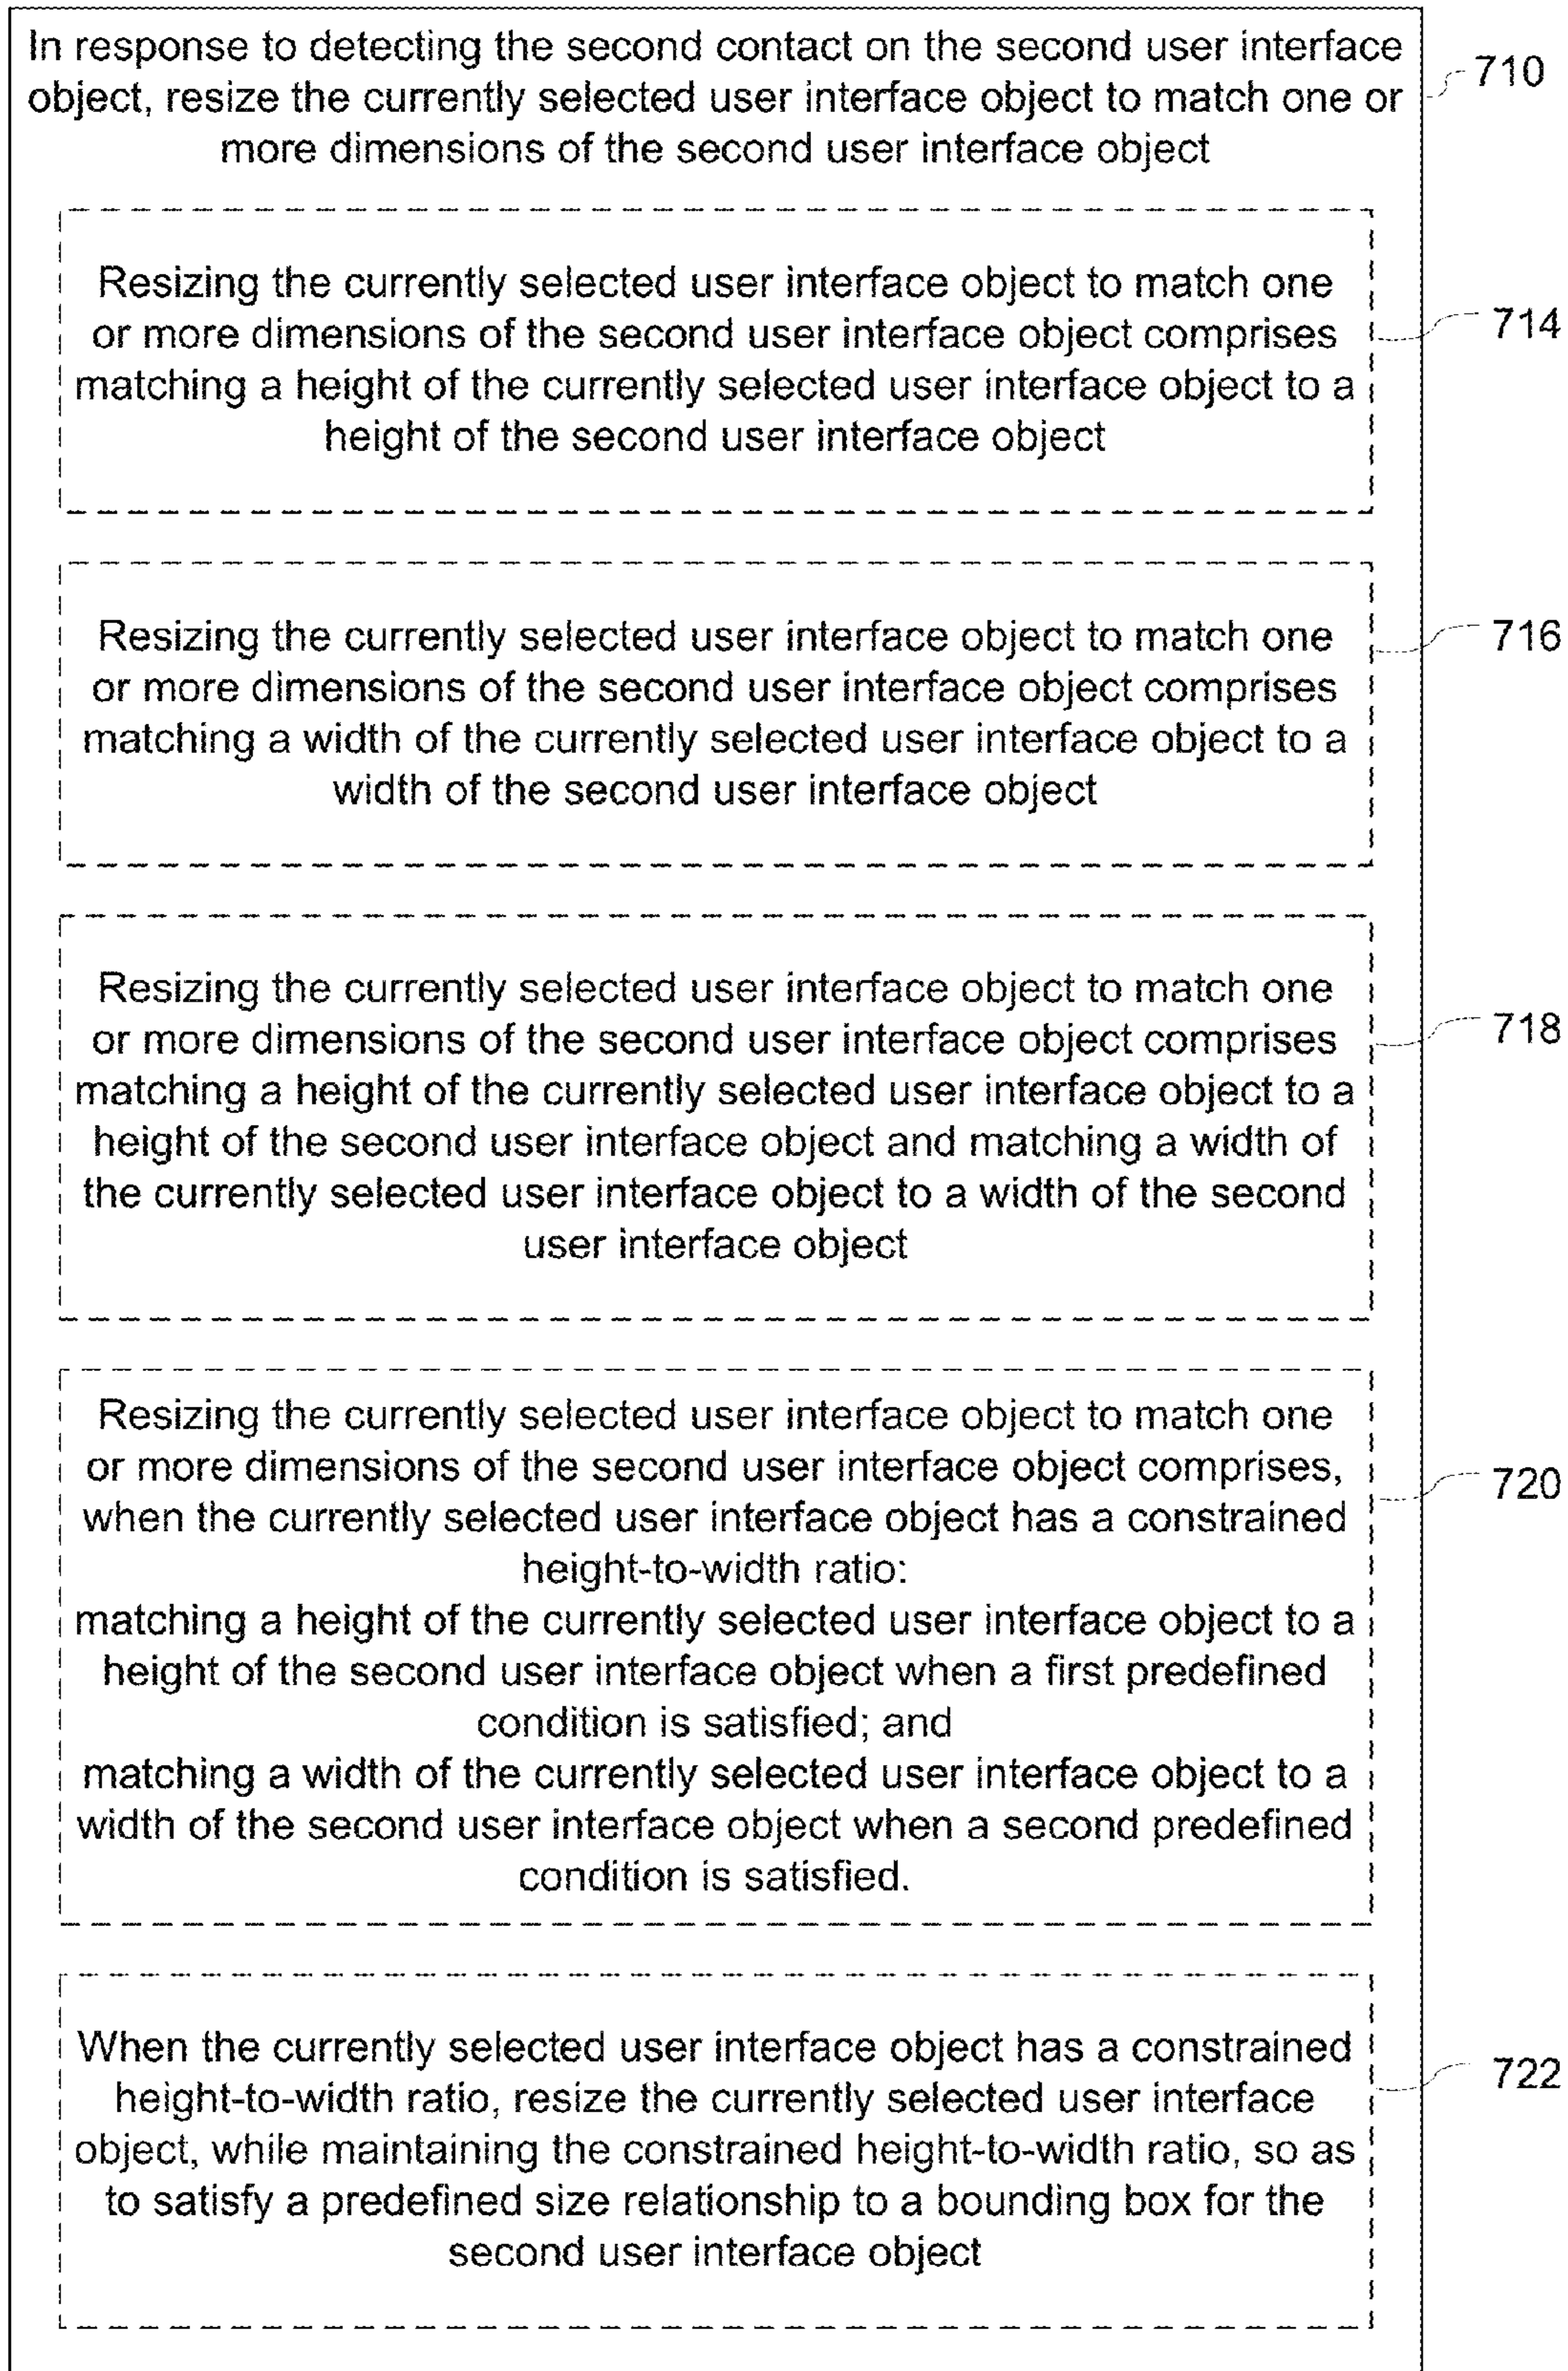 In response to detecting the second contact on the second user interface
object, resize the currently selected user interface object to match one or
more dimensions of the second user interface object
710
Resizing the currently selected user interface object to match one
or more dimensions of the second user interface object comprises
matching a height of the currently selected user interface object to a
height of the second user interface object
714
Resizing the currently selected user interface object to match one
or more dimensions of the second user interface object comprises
matching a width of the currently selected user interface object to a
width of the second user interface object
716
Resizing the currently selected user interface object to match one
or more dimensions of the second user interface object comprises
matching a height of the currently selected user interface object to a
height of the second user interface object and matching a width of
the currently selected user interface object to a width of the second
user interface object
718
Resizing the currently selected user interface object to match one
or more dimensions of the second user interface object comprises,
when the currently selected user interface object has a constrained
height-to-width ratio:
matching a height of the currently selected user interface object to a
height of the second user interface object when a first predefined
condition is satisfied; and
matching a width of the currently selected user interface object to a
width of the second user interface object when a second predefined
condition is satisfied.
720
When the currently selected user interface object has a constrained
height-to-width ratio, resize the currently selected user interface
object, while maintaining the constrained height-to-width ratio, so as
to satisfy a predefined size relationship to a bounding box for the
second user interface object
722